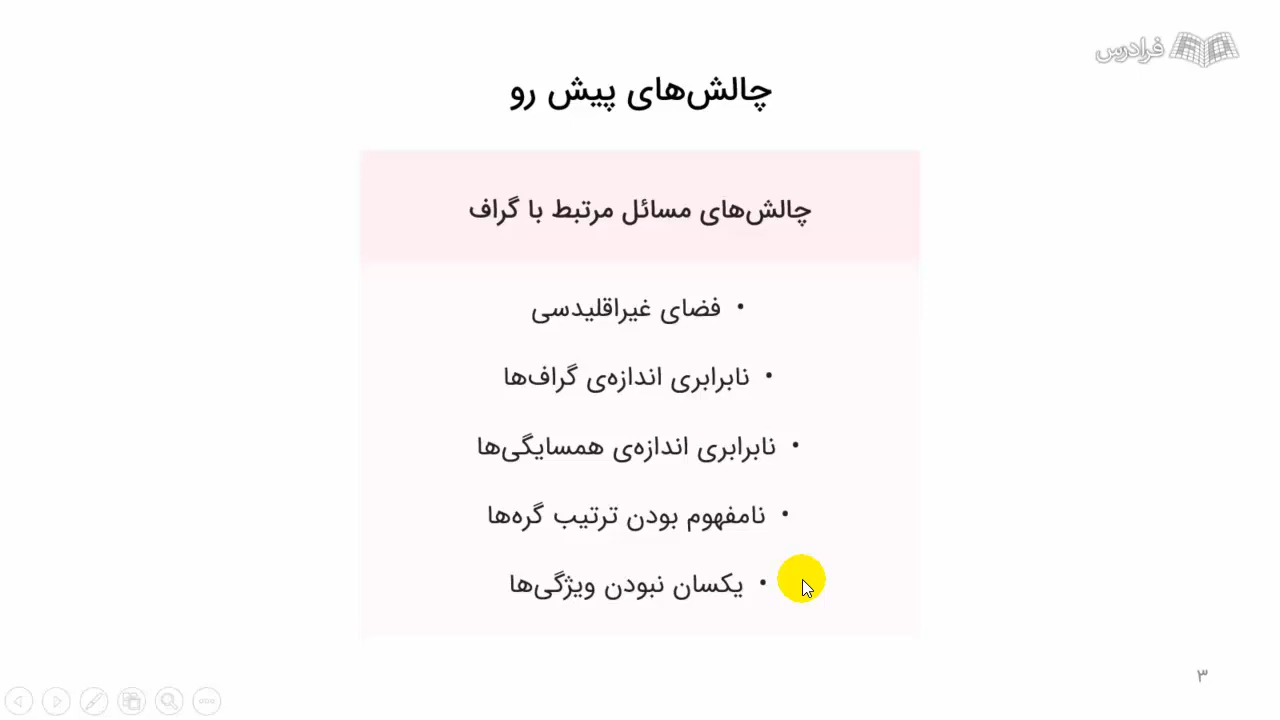 فرادرس
چالش‌های پیش رو
چالش‌های مسائل مرتبط با گراف
• فضای غیراقلیدسی
• نابرابری اندازه‌ی گراف‌ها
• نابرابری اندازه‌ی همسایگی‌ها
• نامفهوم بودن ترتیب گره‌ها
• یکسان نبودن ویژگی‌ها
۳